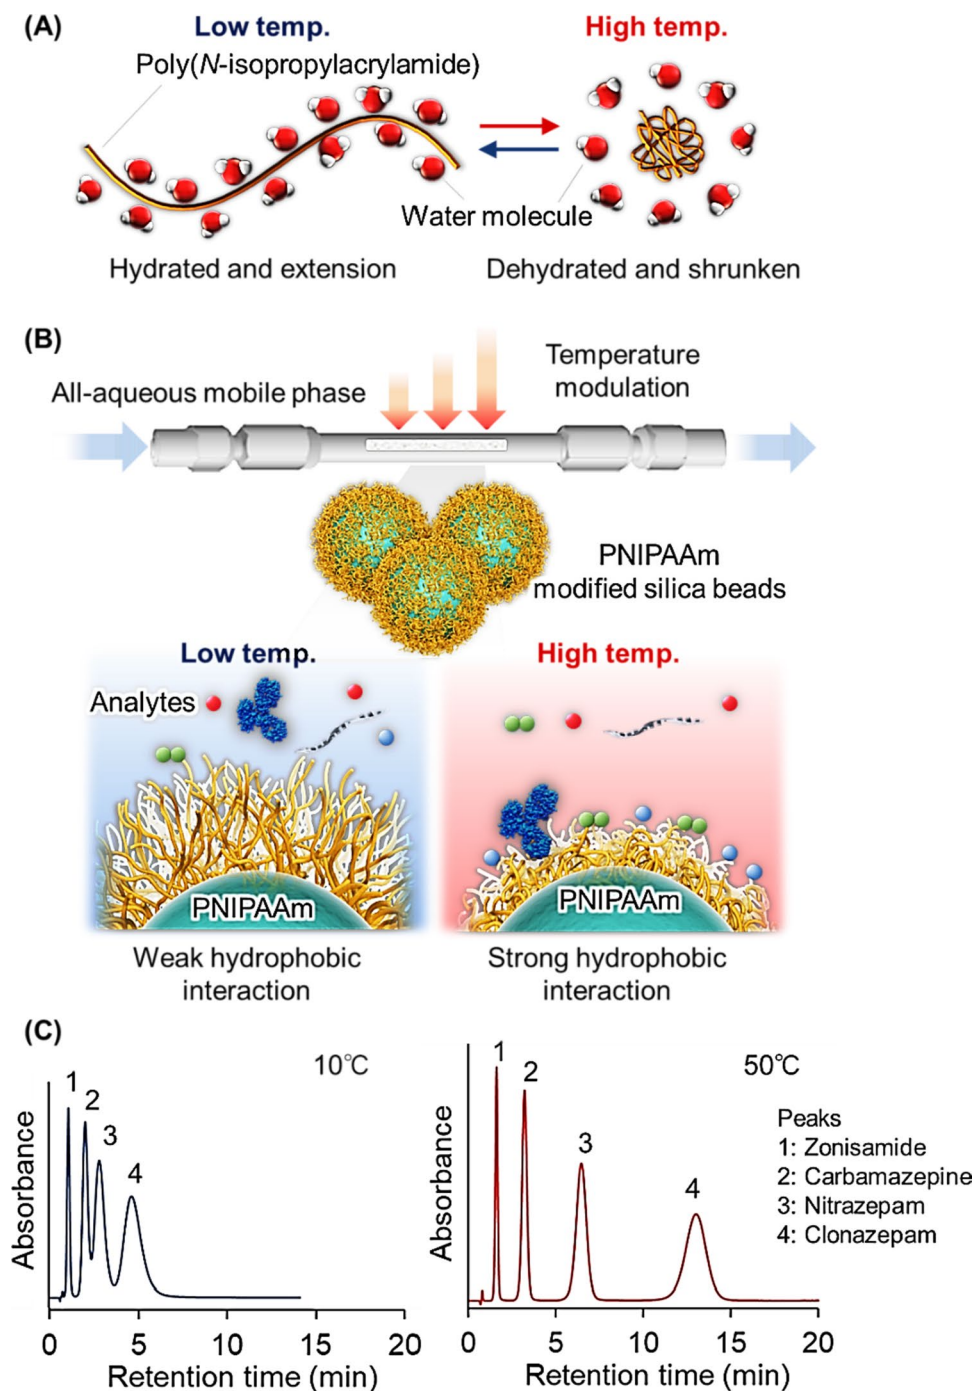 (A)
Low temp.
High temp.
Poly(N-isopropylacrylamide)
Water molecule
Hydrated and extension
Dehydrated and shrunken
(B)
All-aqueous mobile phase
Temperature
modulation
PNIPAAm
modified silica beads
Low temp.
High temp.
Analytes
PNIPAAm
PNIPAAm
Weak hydrophobic
interaction
Strong hydrophobic
interaction
(C)
10℃
1
2
3
4
Absorbance
0 5 10 15 20
Retention time (min)
50℃
1
2
3
4
Absorbance
0 5 10 15 20
Retention time (min)
Peaks
1: Zonisamide
2: Carbamazepine
3: Nitrazepam
4: Clonazepam